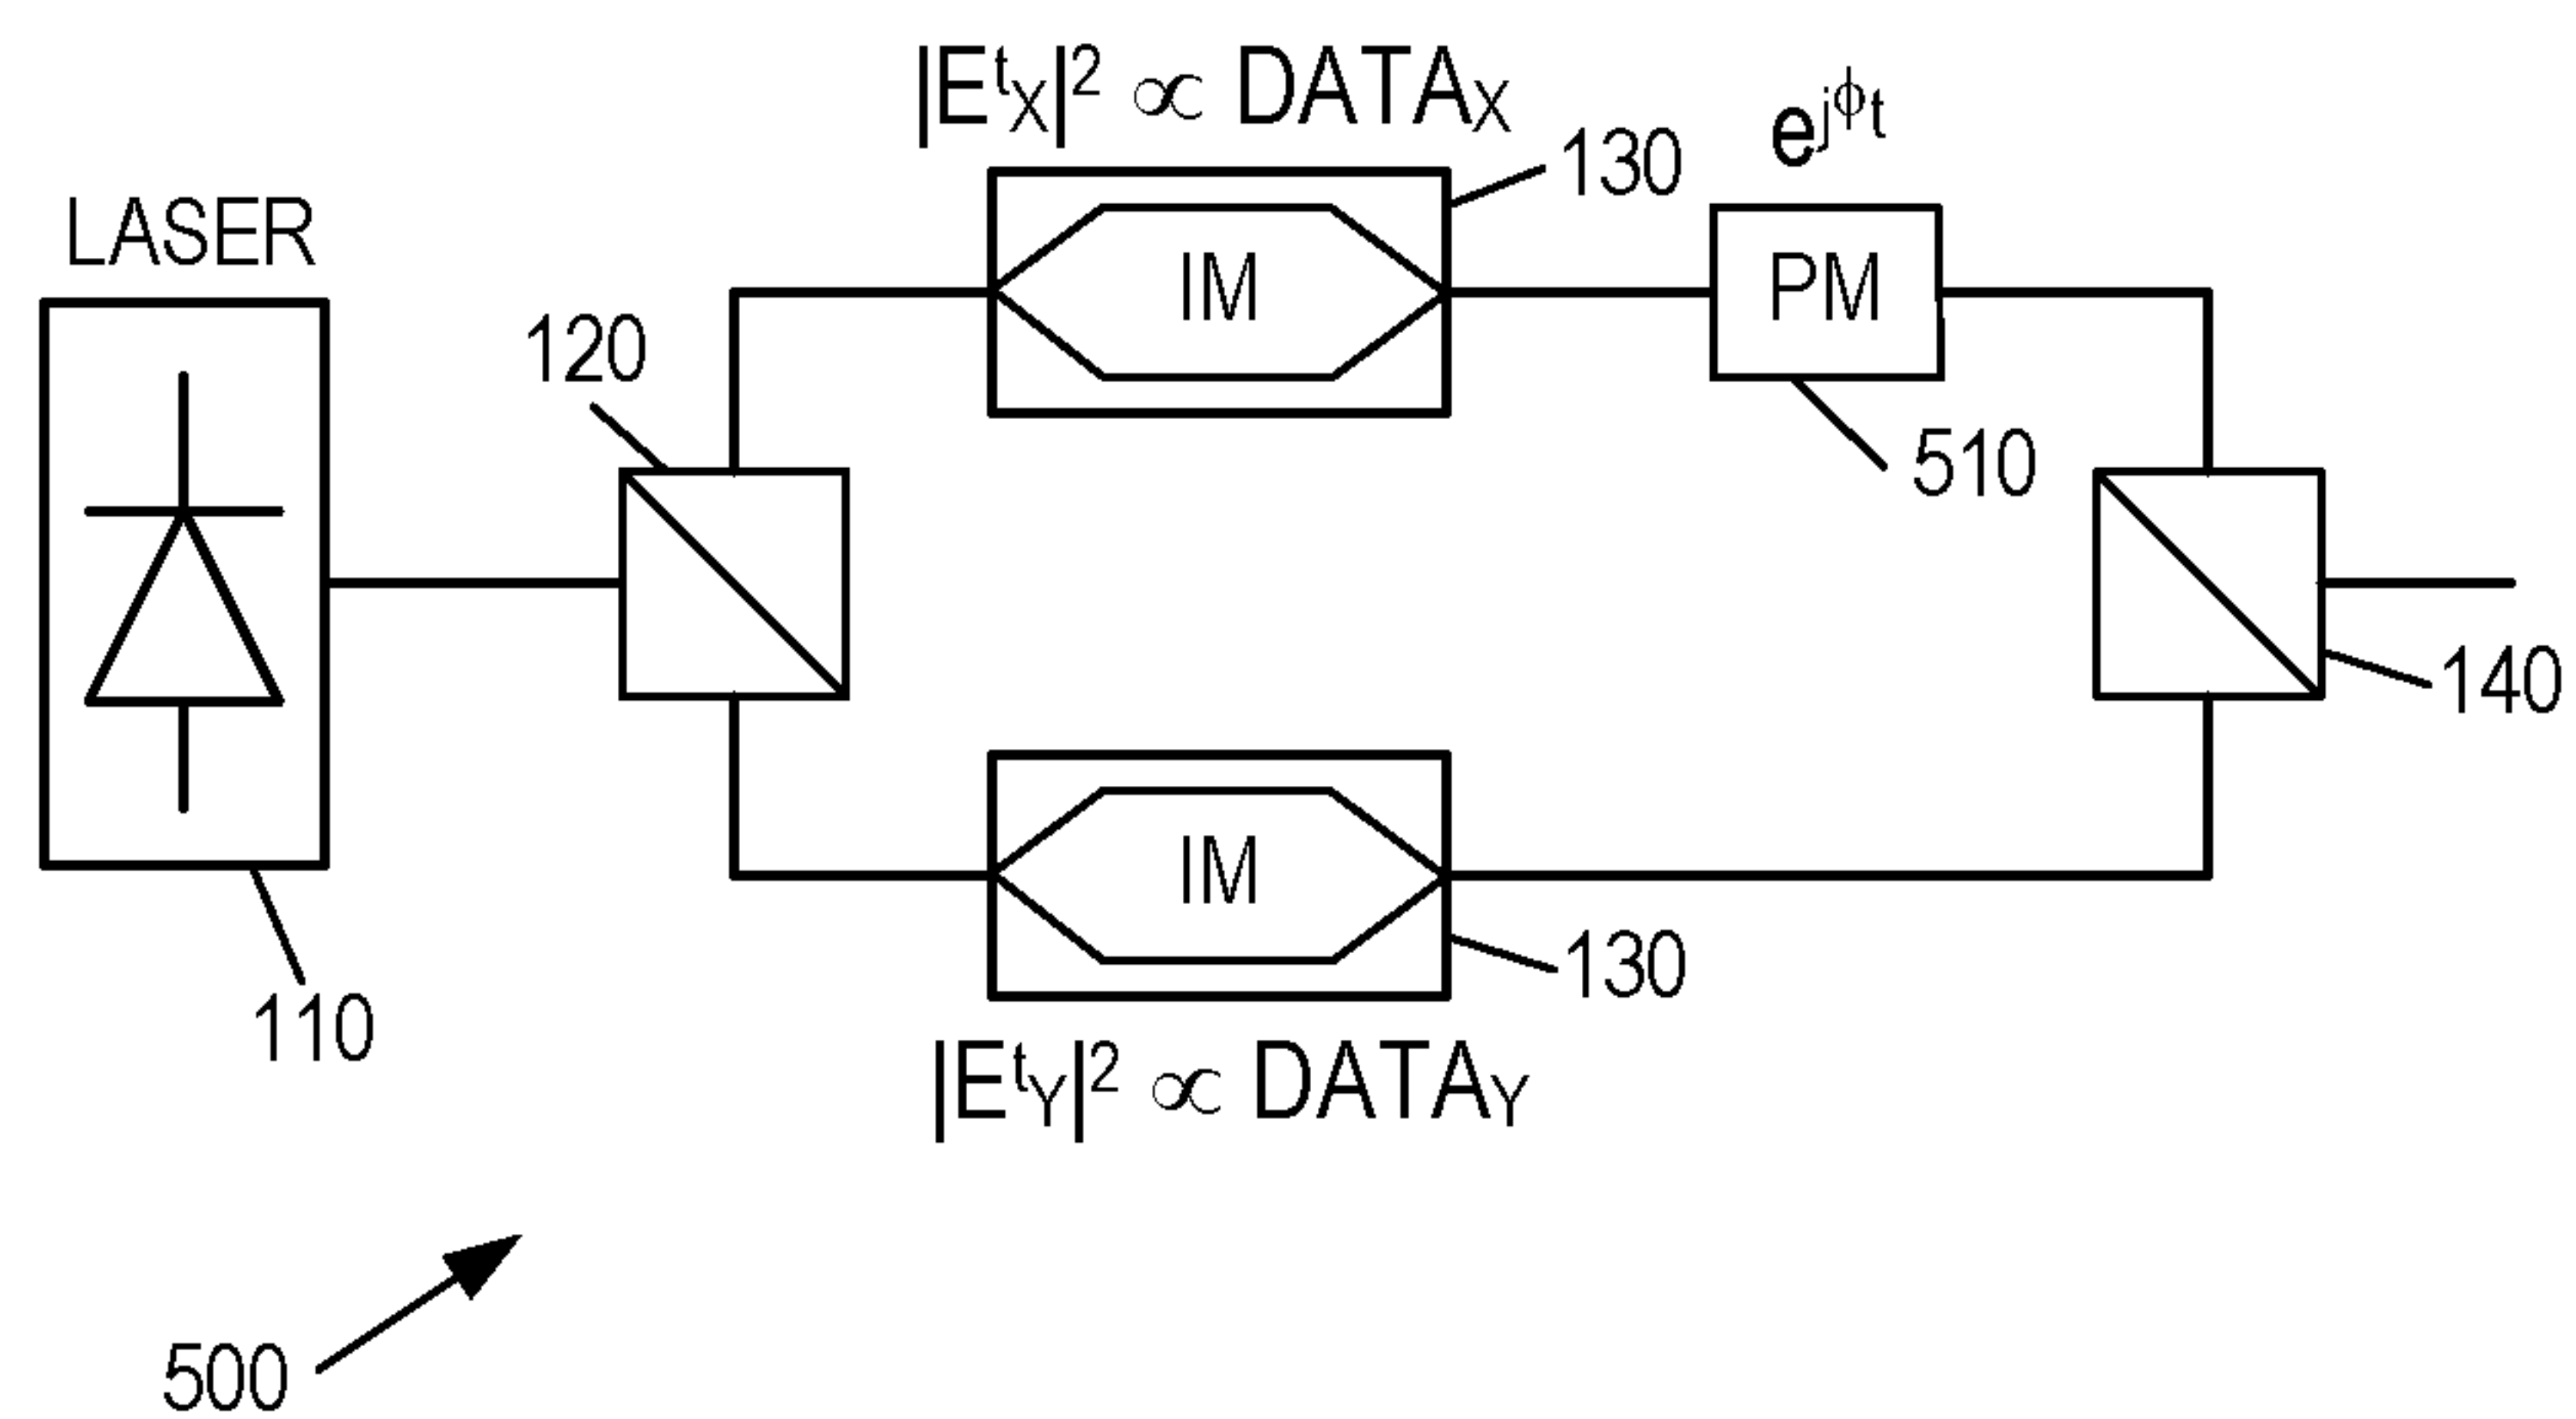 |E^t_X|^2 ∝ DATA_X
130
e^jϕt
LASER
IM
PM
120
510
140
IM
130
110
|E^t_Y|^2 ∝ DATA_Y
500